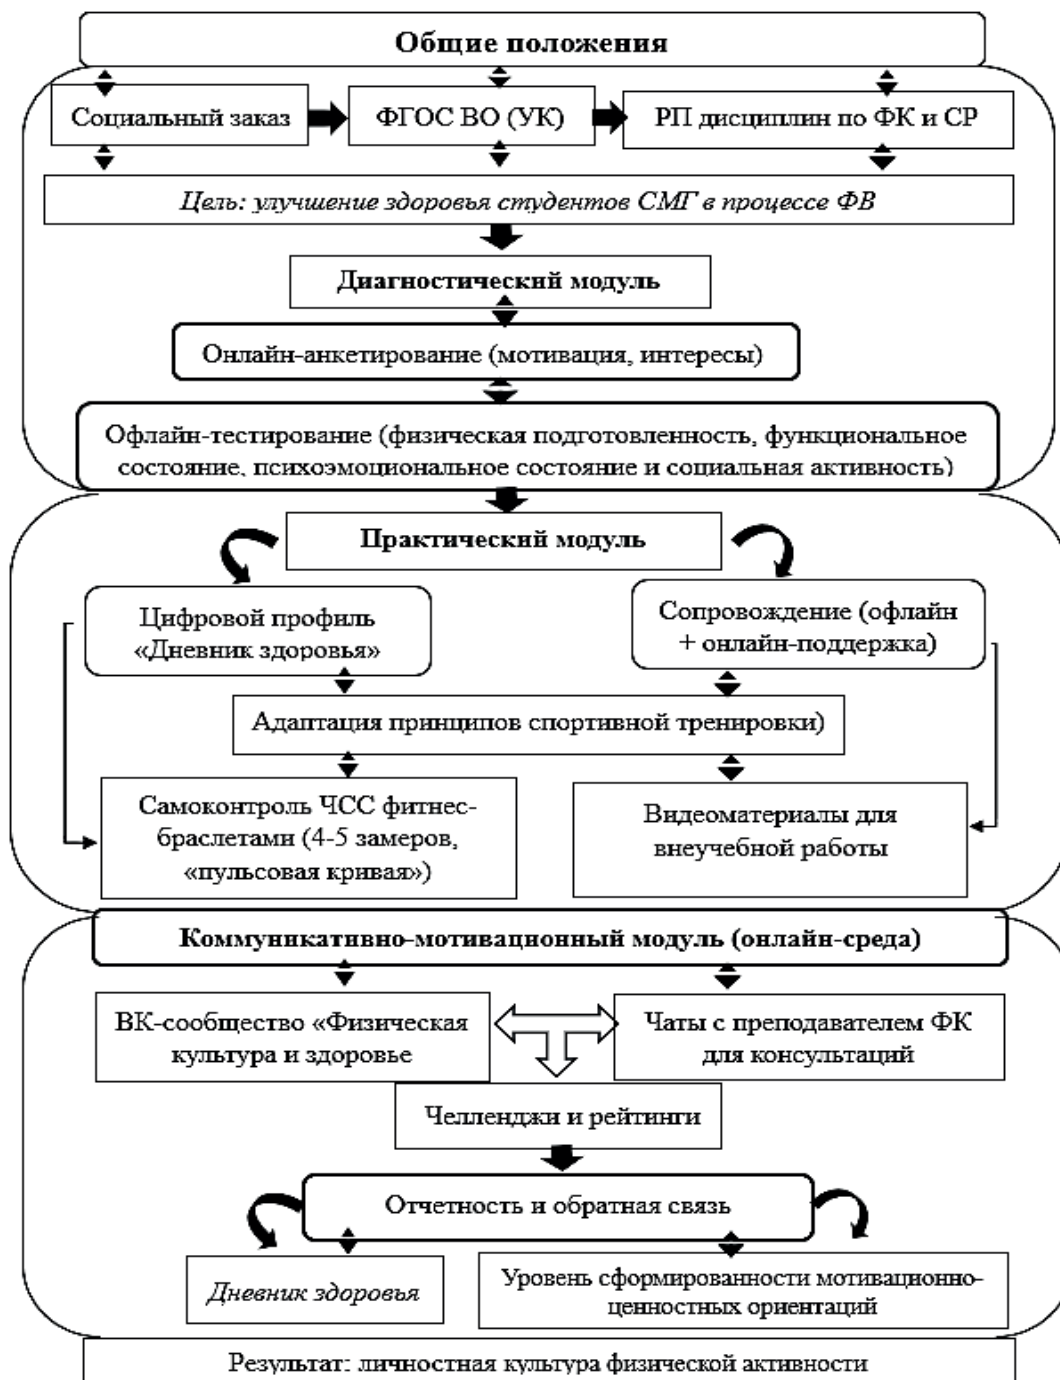 Общие положения
Социальный заказ
ФГОС ВО (УК)
РП дисциплин по ФК и СР
Цель: улучшение здоровья студентов СМГ в процессе ФВ
Диагностический модуль
Онлайн-анкетирование (мотивация, интересы)
Офлайн-тестирование (физическая подготовленность, функциональное
состояние, психоэмоциональное состояние и социальная активность)
Практический модуль
Цифровой профиль
«Дневник здоровья»
Сопровождение (офлайн
+ онлайн-поддержка)
Адаптация принципов спортивной тренировки)
Самоконтроль ЧСС фитнес-
браслетами (4-5 замеров,
«пульсовая кривая»)
Видеоматериалы для
внеучебной работы
Коммуникативно-мотивационный модуль (онлайн-среда)
ВК-сообщество «Физическая
культура и здоровье
Чаты с преподавателем ФК
для консультаций
Челленджи и рейтинги
Отчетность и обратная связь
Дневник здоровья
Уровень сформированности мотивационно-
ценностных ориентаций
Результат: личностная культура физической активности